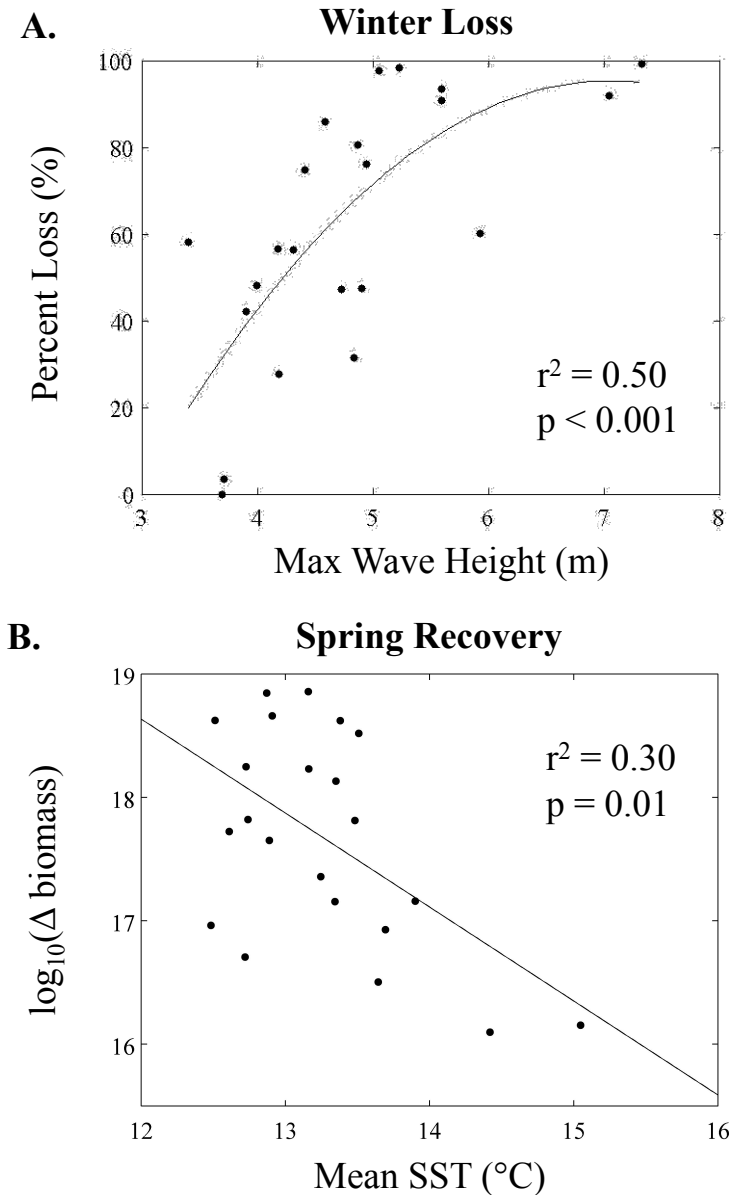 A.
Winter Loss
100
80
60
40
20
0
Percent Loss (%)
r² = 0.50
p < 0.001
3 4 5 6 7 8
Max Wave Height (m)
B.
Spring Recovery
19
18
17
16
log₁₀(Δ biomass)
r² = 0.30
p = 0.01
12 13 14 15 16
Mean SST (°C)